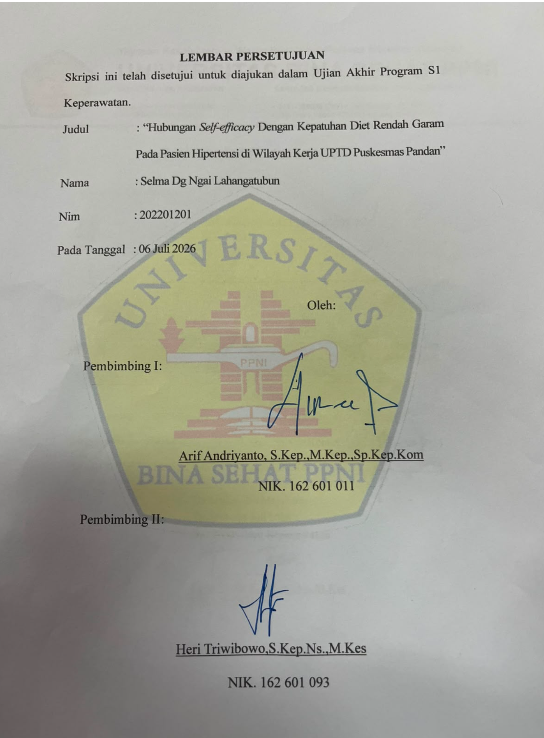 LEMBAR PERSETUJUAN
Skripsi ini telah disetujui untuk diajukan dalam Ujian Akhir Program S1
Keperawatan.
Judul : “Hubungan Self-efficacy Dengan Kepatuhan Diet Rendah Garam
Pada Pasien Hipertensi di Wilayah Kerja UPTD Puskesmas Pandan”
Nama : Selma Dg Ngai Lahangatubun
Nim : 202201201
Pada Tanggal : 06 Juli 2026
UNIVERSITAS
Oleh:
PPNI
Pembimbing I:
Arif Andriyanto, S.Kep.,M.Kep.,Sp.Kep.Kom
BINA SEHAT PPNI
NIK. 162 601 011
Pembimbing II:
Heri Triwibowo,S.Kep.Ns.,M.Kes
NIK. 162 601 093